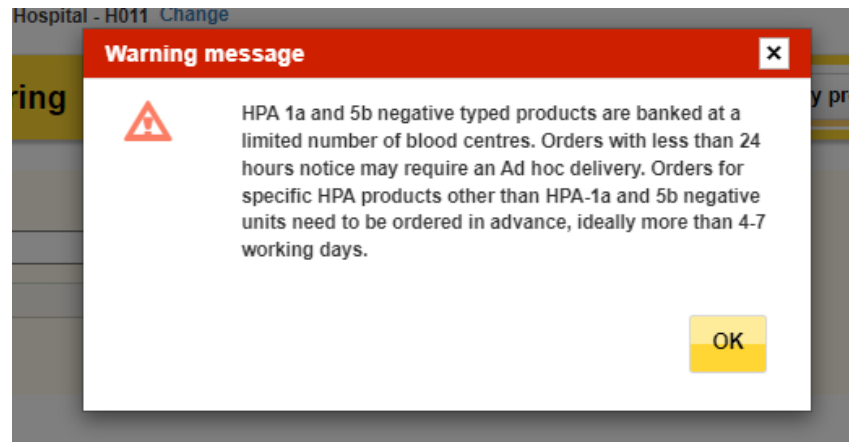 Hospital - H011 Change
Warning message
ring
y pr
HPA 1a and 5b negative typed products are banked at a
limited number of blood centres. Orders with less than 24
hours notice may require an Ad hoc delivery. Orders for
specific HPA products other than HPA-1a and 5b negative
units need to be ordered in advance, ideally more than 4-7
working days.
OK